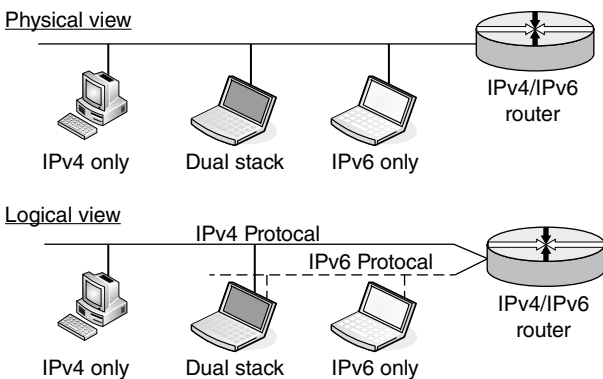 Physical view
IPv4/IPv6
router
IPv4 only
Dual stack
IPv6 only
Logical view
IPv4 Protocal
IPv6 Protocal
IPv4/IPv6
router
IPv4 only
Dual stack
IPv6 only